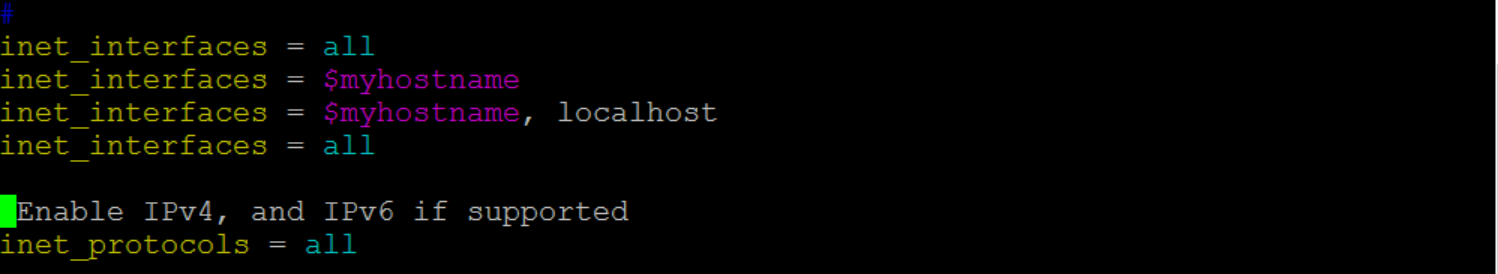 #
inet_interfaces = all
inet_interfaces = $myhostname
inet_interfaces = $myhostname, localhost
inet_interfaces = all
Enable IPv4, and IPv6 if supported
inet_protocols = all